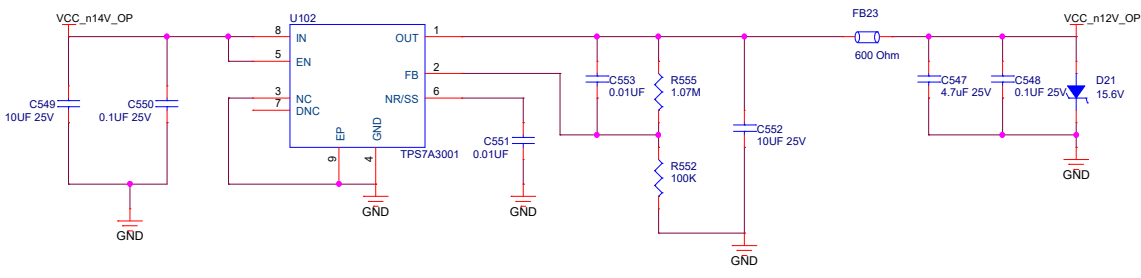 VCC_n14V_OP
U102
FB23
VCC_n12V_OP
8 IN OUT 1
600 Ohm
5 EN
FB 2
C549
10UF 25V
C550
0.1UF 25V
3 NC
7 DNC
NR/SS 6
C553
0.01UF
R555
1.07M
C547
4.7uF 25V
C548
0.1UF 25V
D21
15.6V
EP
GND
9
4
TPS7A3001
C551
0.01UF
C552
10UF 25V
R552
100K
GND
GND
GND
GND
GND